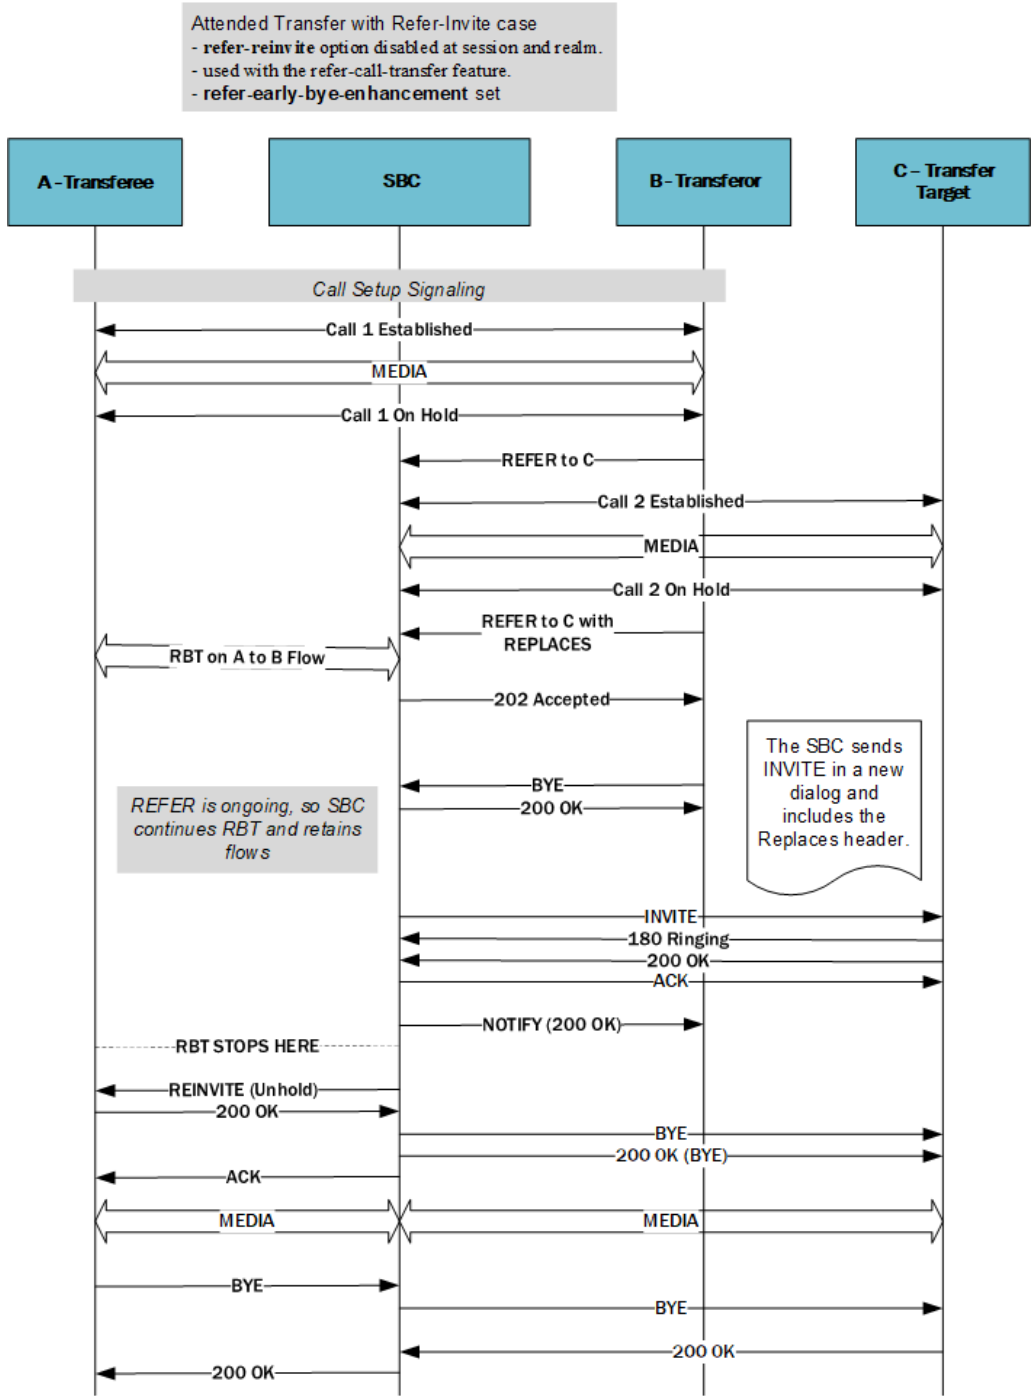 Attended Transfer with Refer-Invite case
- refer-reinvite option disabled at session and realm.
- used with the refer-call-transfer feature.
- refer-early-bye-enhancement set
A - Transferee
SBC
B - Transferor
C – Transfer
Target
Call Setup Signaling
Call 1 Established
MEDIA
Call 1 On Hold
REFER to C
Call 2 Established
MEDIA
Call 2 On Hold
REFER to C with
REPLACES
RBT on A to B Flow
202 Accepted
The SBC sends
INVITE in a new
dialog and
includes the
Replaces header.
BYE
200 OK
REFER is ongoing, so SBC
continues RBT and retains
flows
INVITE
180 Ringing
200 OK
ACK
NOTIFY (200 OK)
RBT STOPS HERE
REINVITE (Unhold)
200 OK
BYE
200 OK (BYE)
ACK
MEDIA
MEDIA
BYE
BYE
200 OK
200 OK